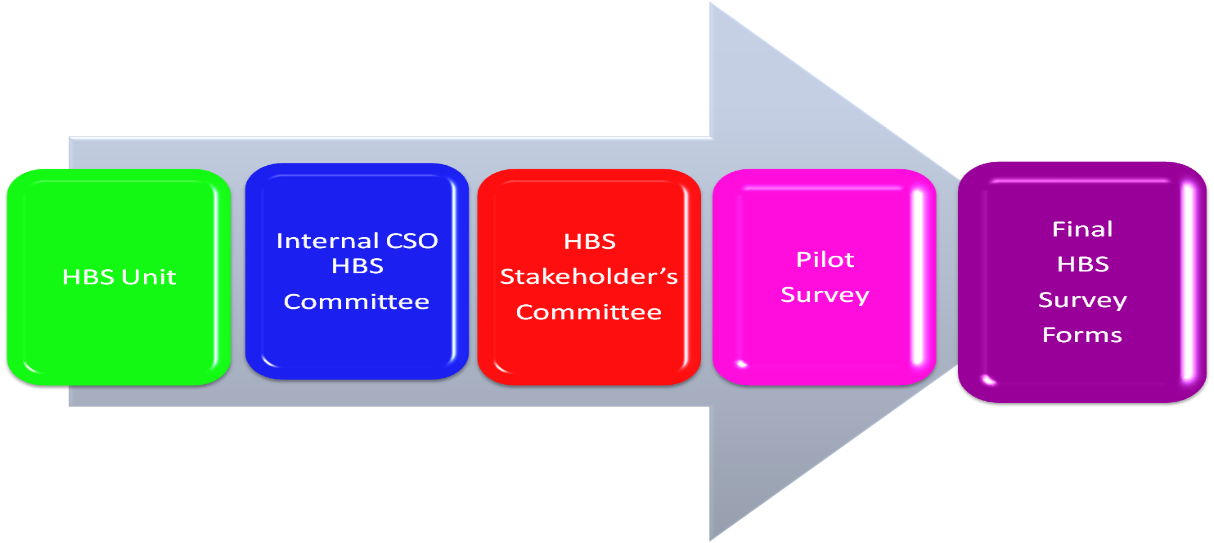 HBS Unit
Internal CSO
HBS
Committee
HBS
Stakeholder’s
Committee
Pilot
Survey
Final
HBS
Survey
Forms